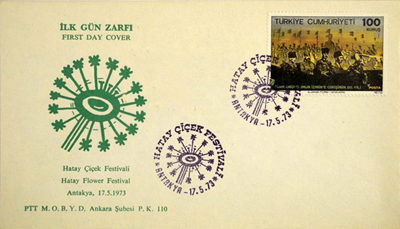 İLK GÜN ZARFI
FIRST DAY COVER
Hatay Çiçek Festivali
Hatay Flower Festival
Antakya, 17.5.1973
PTT M. O. B. Y. D, Ankara Şubesi P. K. 110
HATAY ÇİÇEK FESTİVALİ
ANTAKYA-17.5.73
HATAY ÇİÇEK FESTİVALİ
ANTAKYA-17.5.73
TÜRKİYE CUMHURİYETİ
100